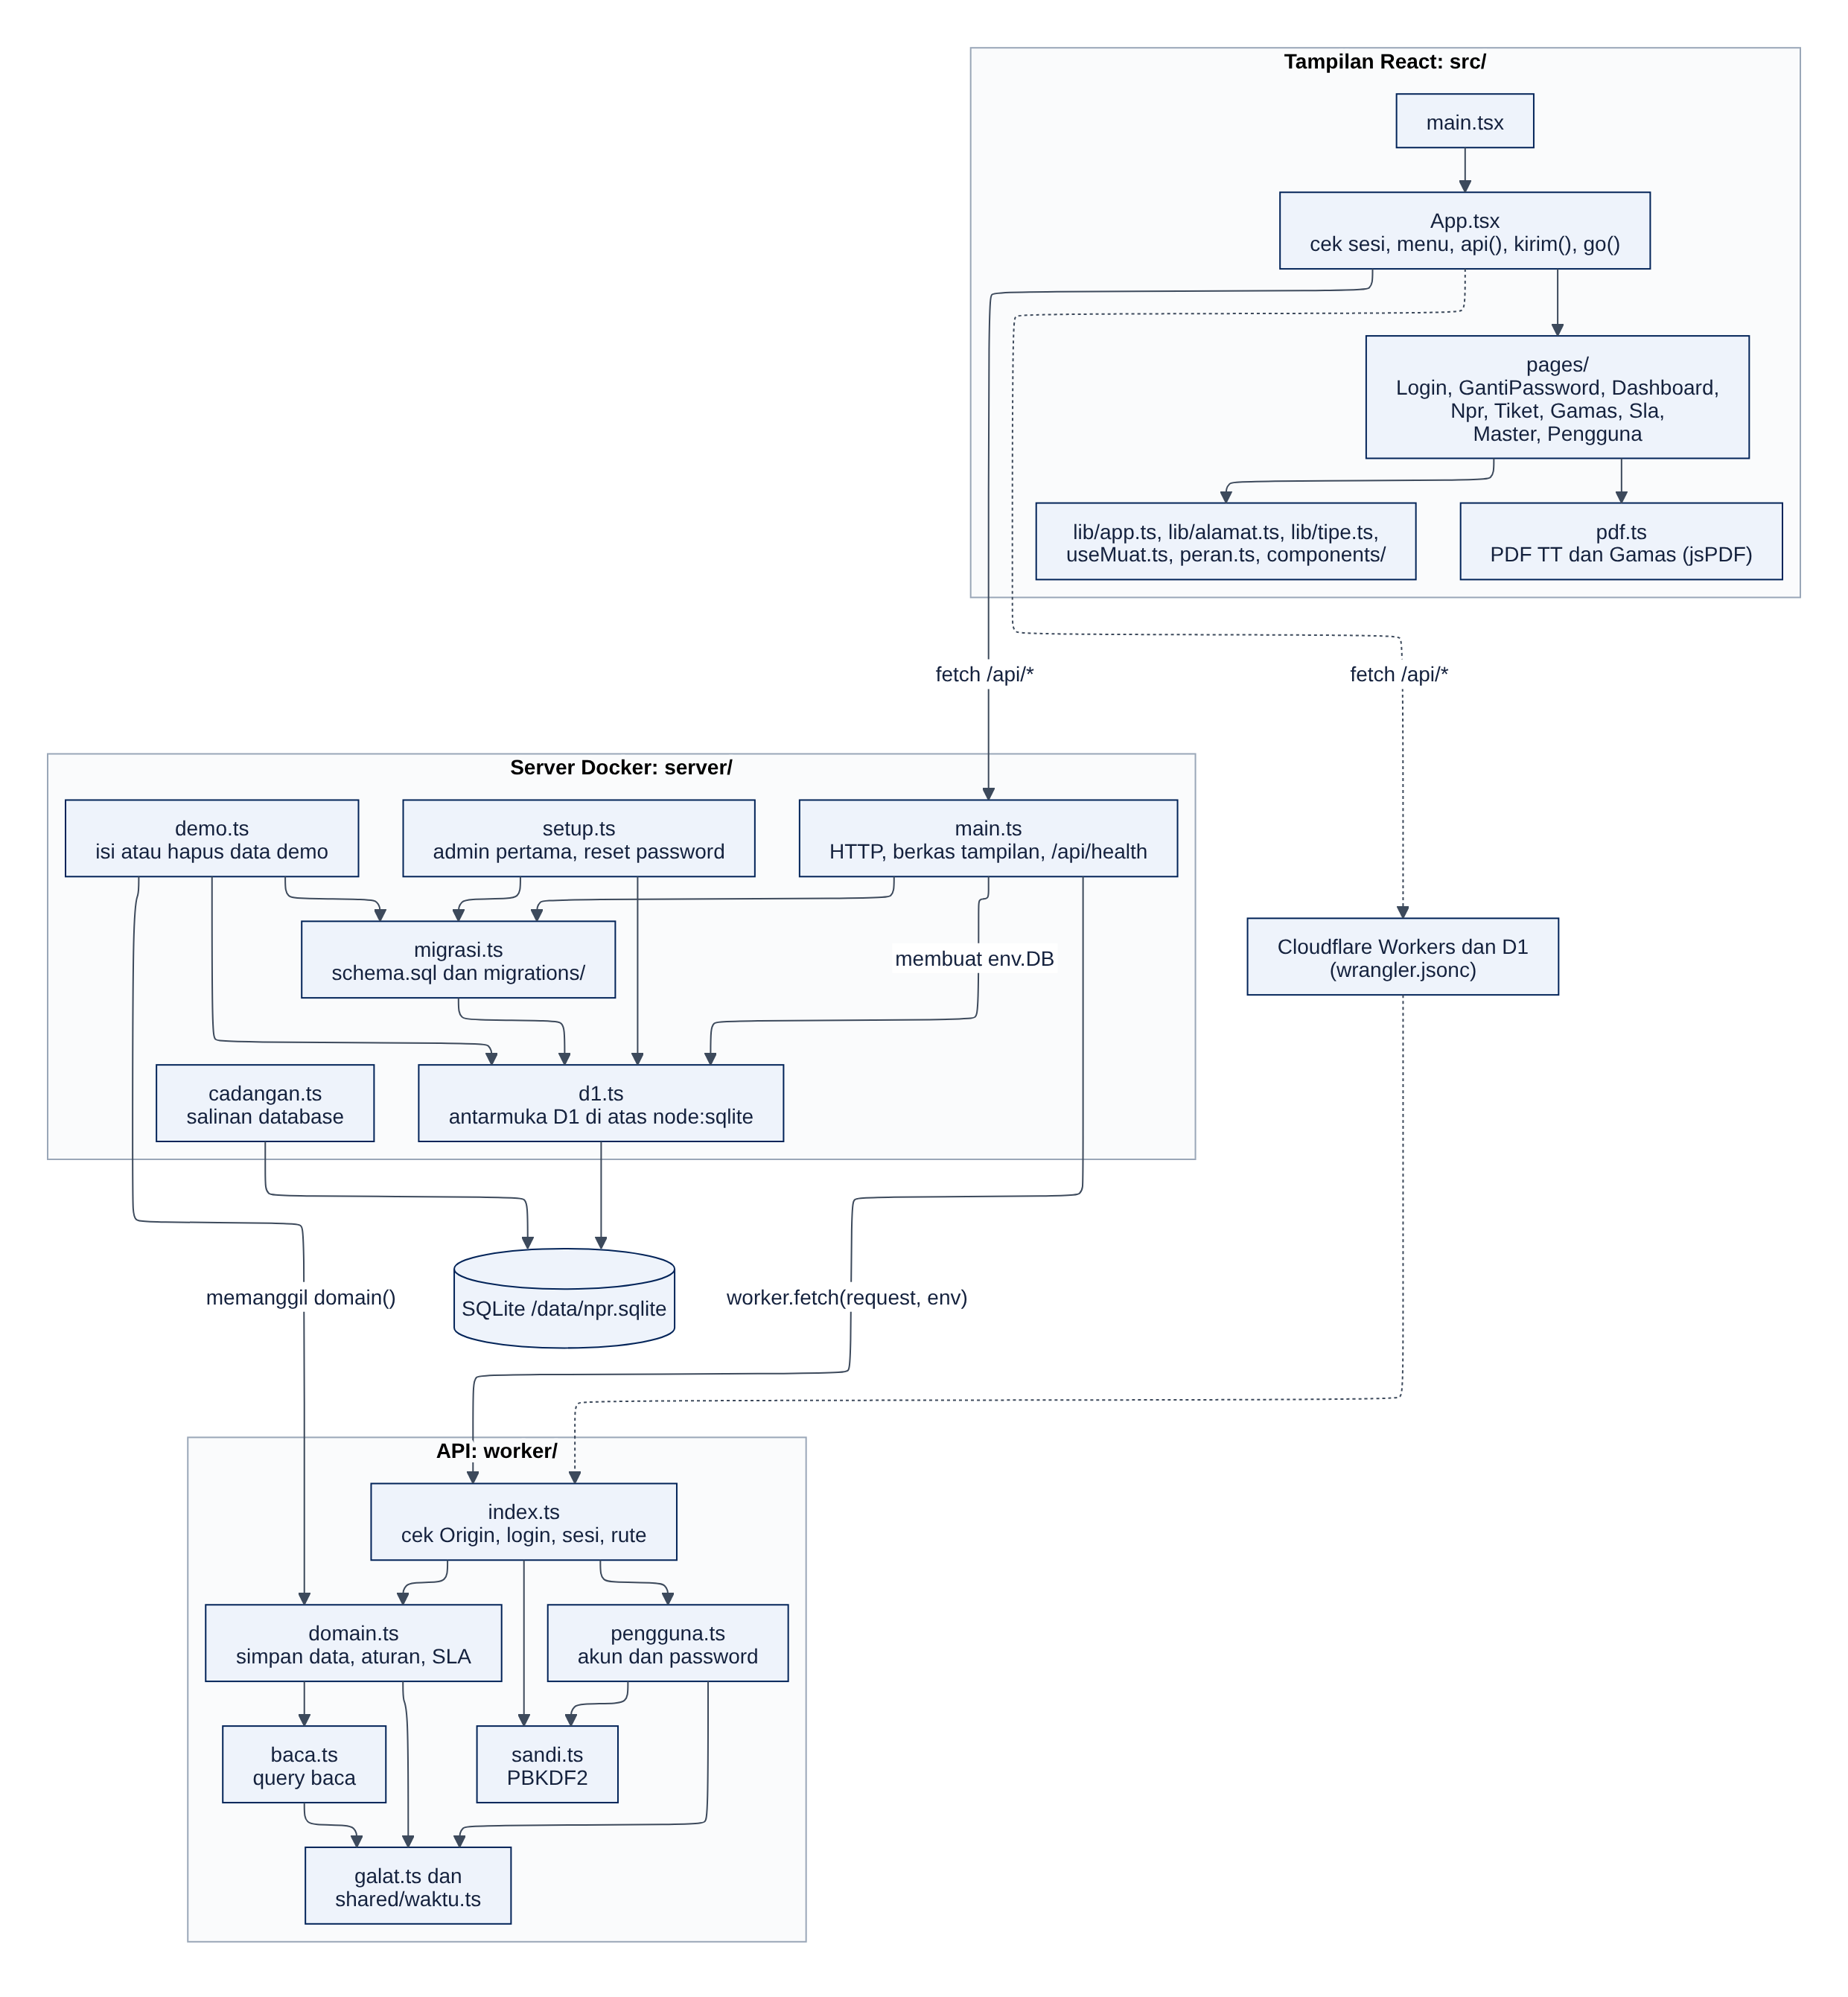 Tampilan React: src/
main.tsx
App.tsx
cek sesi, menu, api(), kirim(), go()
pages/
Login, GantiPassword, Dashboard,
Npr, Tiket, Gamas, Sla,
Master, Pengguna
lib/app.ts, lib/alamat.ts, lib/tipe.ts,
useMuat.ts, peran.ts, components/
pdf.ts
PDF TT dan Gamas (jsPDF)
fetch /api/*
fetch /api/*
Server Docker: server/
demo.ts
isi atau hapus data demo
setup.ts
admin pertama, reset password
main.ts
HTTP, berkas tampilan, /api/health
migrasi.ts
schema.sql dan migrations/
membuat env.DB
Cloudflare Workers dan D1
(wrangler.jsonc)
cadangan.ts
salinan database
d1.ts
antarmuka D1 di atas node:sqlite
memanggil domain()
SQLite /data/npr.sqlite
worker.fetch(request, env)
API: worker/
index.ts
cek Origin, login, sesi, rute
domain.ts
simpan data, aturan, SLA
pengguna.ts
akun dan password
baca.ts
query baca
sandi.ts
PBKDF2
galat.ts dan
shared/waktu.ts